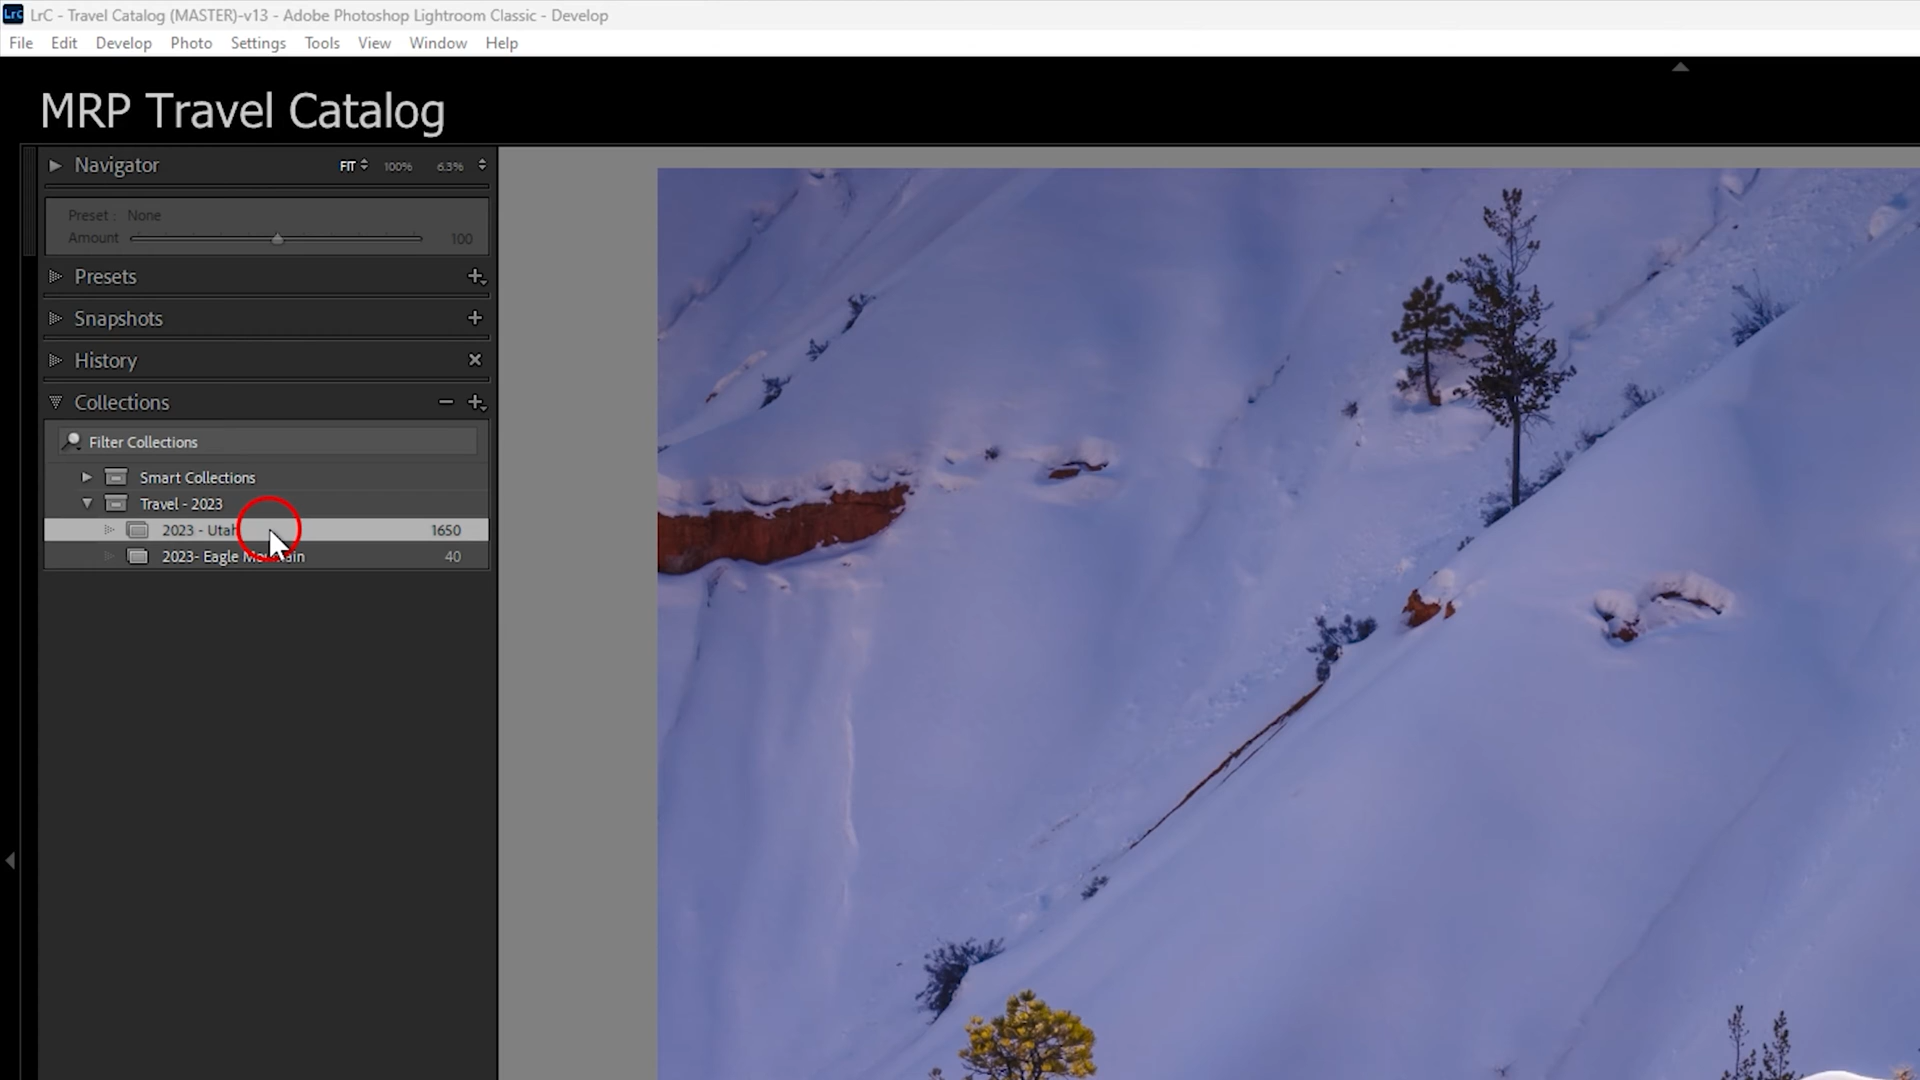 LrC LrC - Travel Catalog (MASTER)-v13 - Adobe Photoshop Lightroom Classic - Develop
File Edit Develop Photo Settings Tools View Window Help
MRP Travel Catalog
Navigator FIT 100% 6.3%
Preset : None
Amount 100
Presets
Snapshots
History
Collections
Filter Collections
Smart Collections
Travel - 2023
2023 - Utah 1650
2023- Eagle Mountain 40